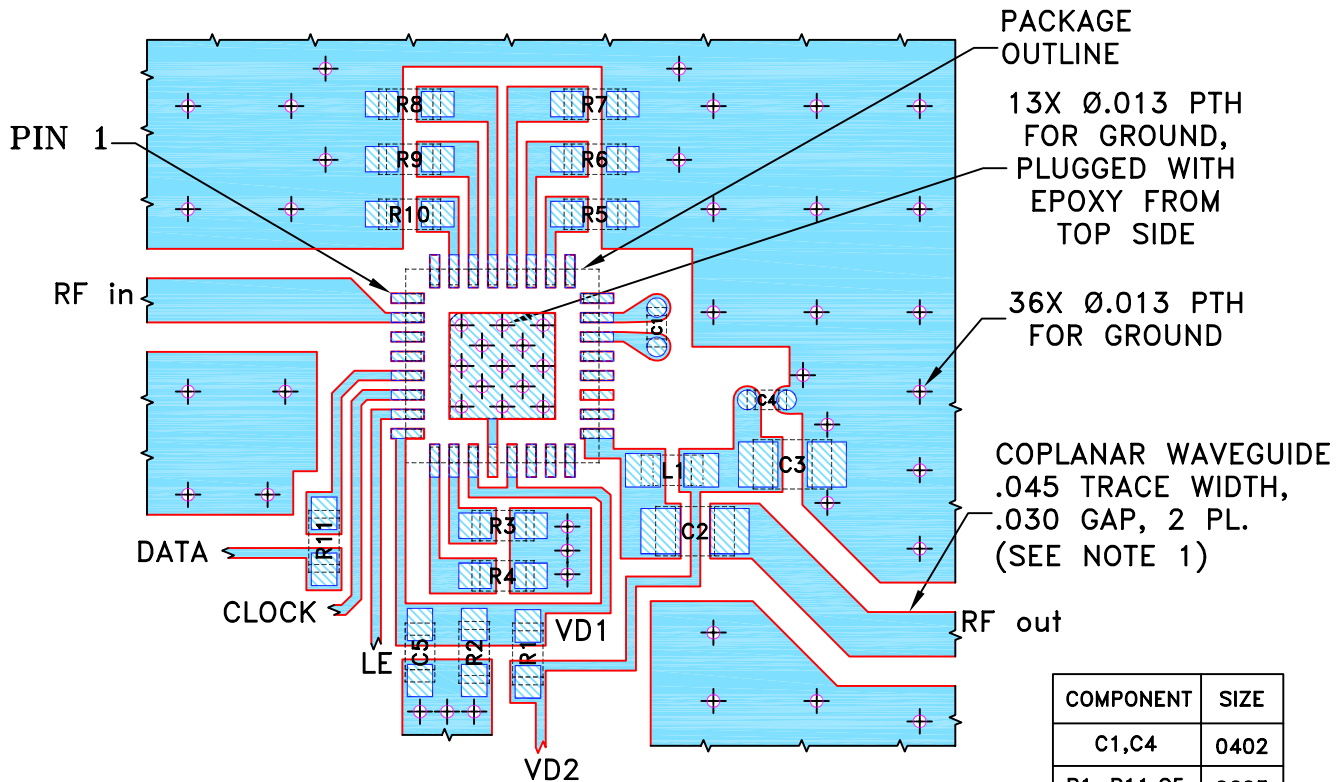 PACKAGE
OUTLINE
13X Ø.013 PTH
FOR GROUND,
PLUGGED WITH
EPOXY FROM
TOP SIDE
PIN 1
R8
R7
R9
R6
R10
R5
RF in
C1
36X Ø.013 PTH
FOR GROUND
C4
L1
C3
COPLANAR WAVEGUIDE
.045 TRACE WIDTH,
.030 GAP, 2 PL.
(SEE NOTE 1)
R11
R3
C2
DATA
R4
CLOCK
VD1
RF out
LE
C5
R2
R1
VD2
COMPONENT SIZE
C1,C4 0402